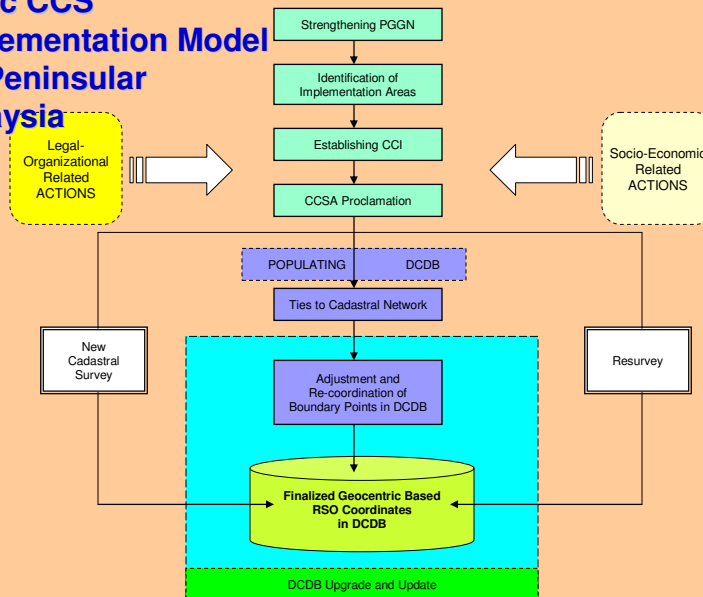 CCS
ementation Model
Peninsular
aysia
Strengthening PGGN
Identification of
Implementation Areas
Establishing CCI
CCSA Proclamation
Legal-
Organizational
Related
ACTIONS
Socio-Economic
Related
ACTIONS
POPULATING DCDB
Ties to Cadastral Network
New
Cadastral
Survey
Resurvey
Adjustment and
Re-coordination of
Boundary Points in DCDB
Finalized Geocentric Based
RSO Coordinates
in DCDB
DCDB Upgrade and Update